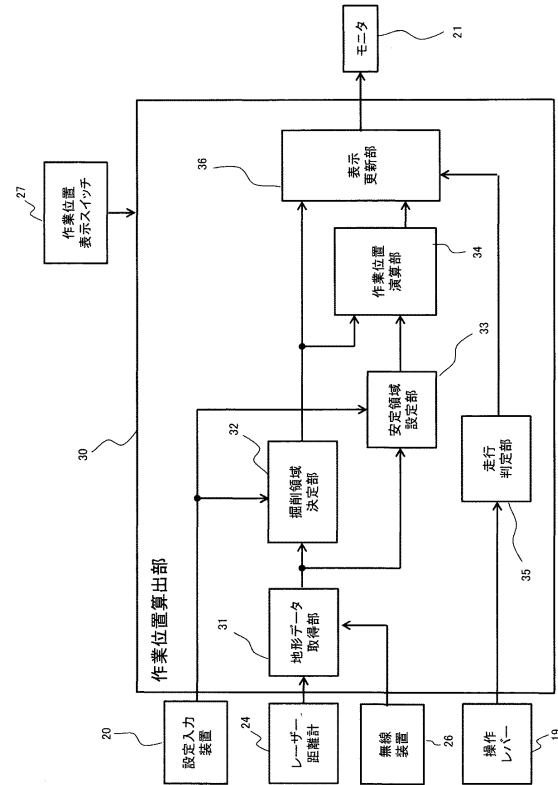 作業位置
表示スイッチ
27
30
作業位置算出部
設定入力
装置
20
レーザー
距離計
24
無線
装置
26
操作
レバー
19
地形データ
取得部
31
掘削領域
決定部
32
安定領域
設定部
33
作業位置
演算部
34
走行
判定部
35
表示
更新部
36
モニタ
21